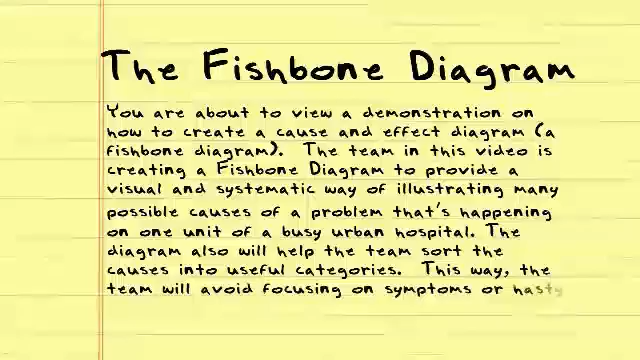 The Fishbone Diagram
You are about to view a demonstration on
how to create a cause and effect diagram (a
fishbone diagram).  The team in this video is
creating a Fishbone Diagram to provide a
visual and systematic way of illustrating many
possible causes of a problem that's happening
on one unit of a busy urban hospital. The
diagram also will help the team sort the
causes into useful categories.  This way, the
team will avoid focusing on symptoms or hasty